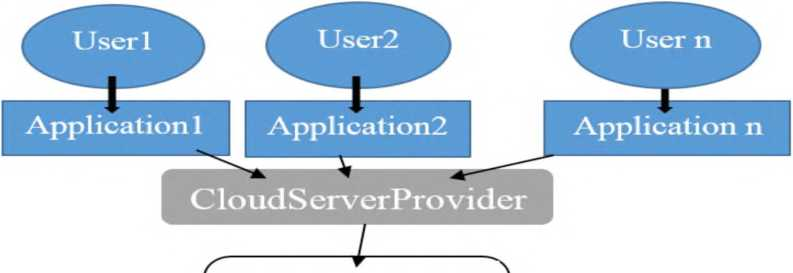 User1
User2
User n
Application1
Application2
Application n
CloudServerProvider